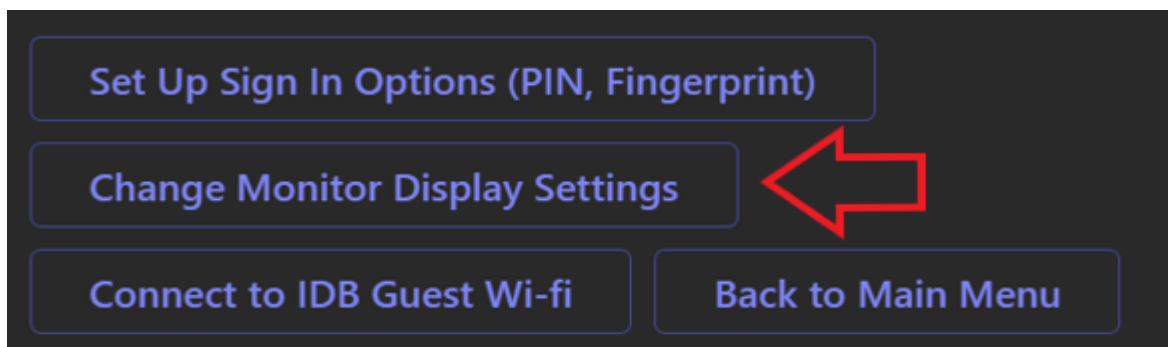 Set Up Sign In Options (PIN, Fingerprint)
Change Monitor Display Settings
Connect to IDB Guest Wi-fi
Back to Main Menu